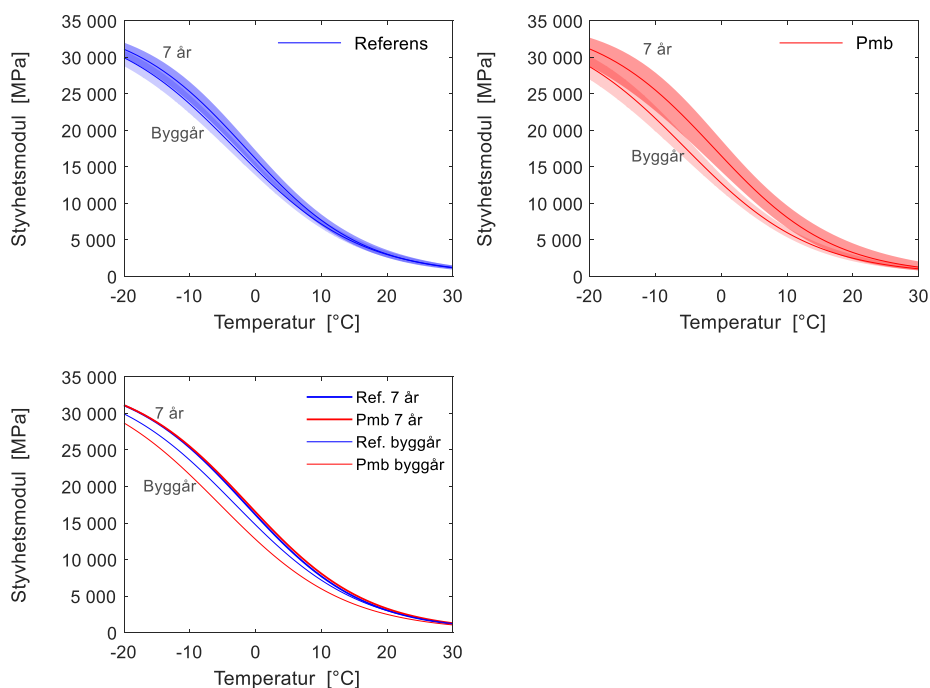 35 000
30 000
25 000
20 000
15 000
10 000
5 000
0
Styvhetsmodul [MPa]
7 år
Byggår
Referens
-20 -10 0 10 20 30
Temperatur [°C]
35 000
30 000
25 000
20 000
15 000
10 000
5 000
0
Styvhetsmodul [MPa]
7 år
Byggår
Pmb
-20 -10 0 10 20 30
Temperatur [°C]
35 000
30 000
25 000
20 000
15 000
10 000
5 000
0
Styvhetsmodul [MPa]
7 år
Byggår
Ref. 7 år
Pmb 7 år
Ref. byggår
Pmb byggår
-20 -10 0 10 20 30
Temperatur [°C]